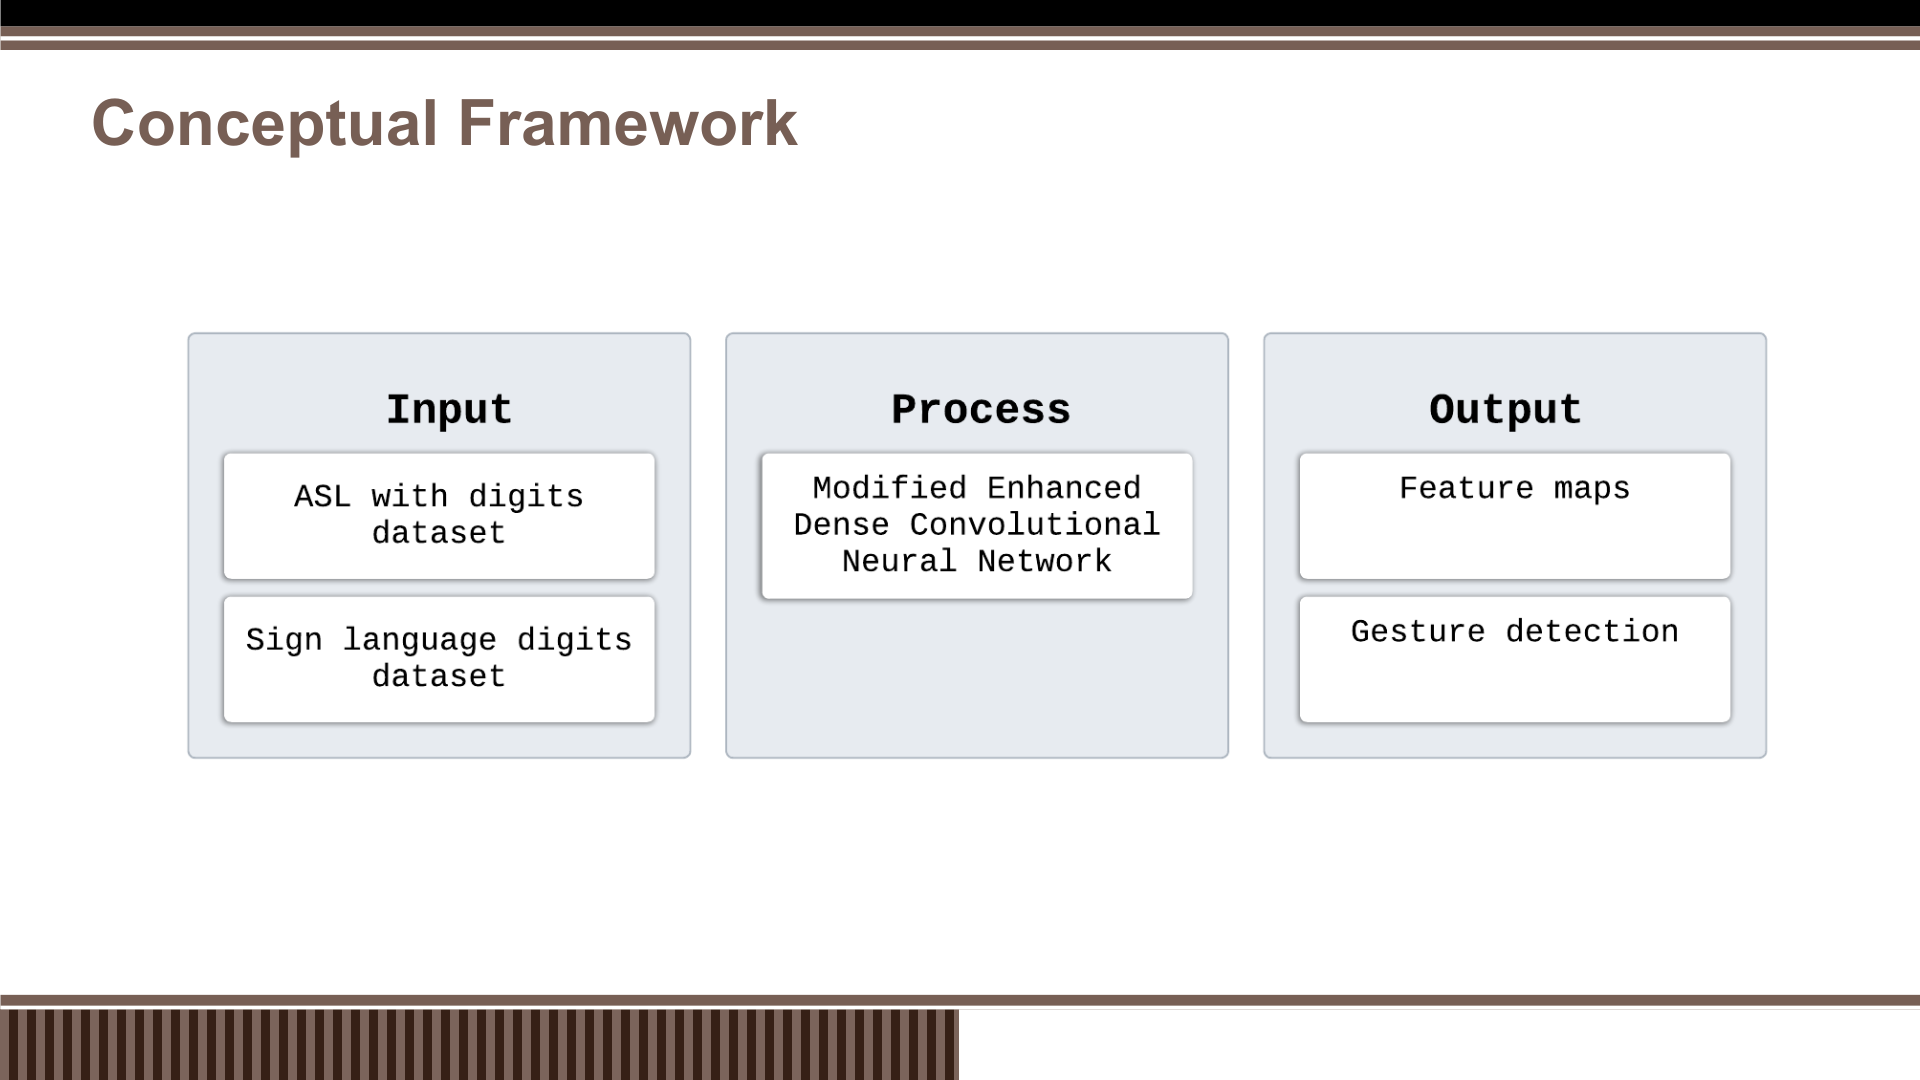 Conceptual Framework
Input
ASL with digits
dataset
Sign language digits
dataset
Process
Modified Enhanced
Dense Convolutional
Neural Network
Output
Feature maps
Gesture detection